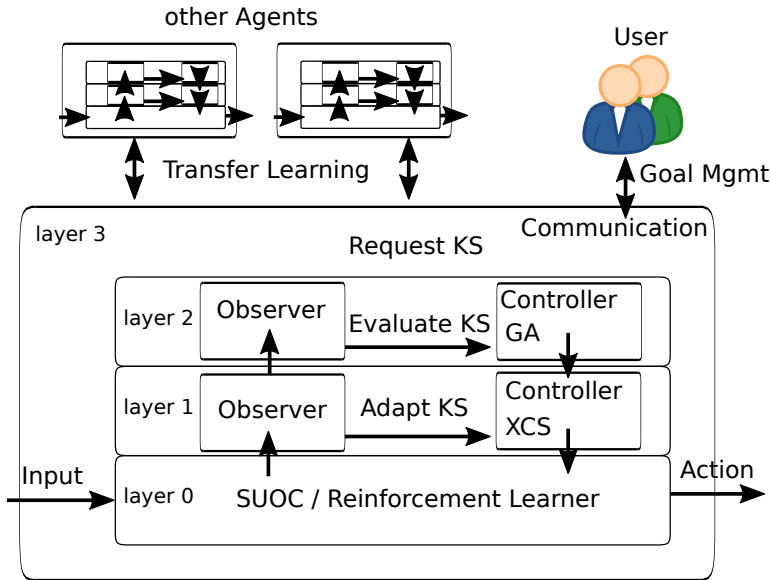 other Agents
User
Transfer Learning
Goal Mgmt
layer 3
Communication
Request KS
layer 2
Observer
Evaluate KS
Controller
GA
layer 1
Observer
Adapt KS
Controller
XCS
Input
layer 0
SUOC / Reinforcement Learner
Action